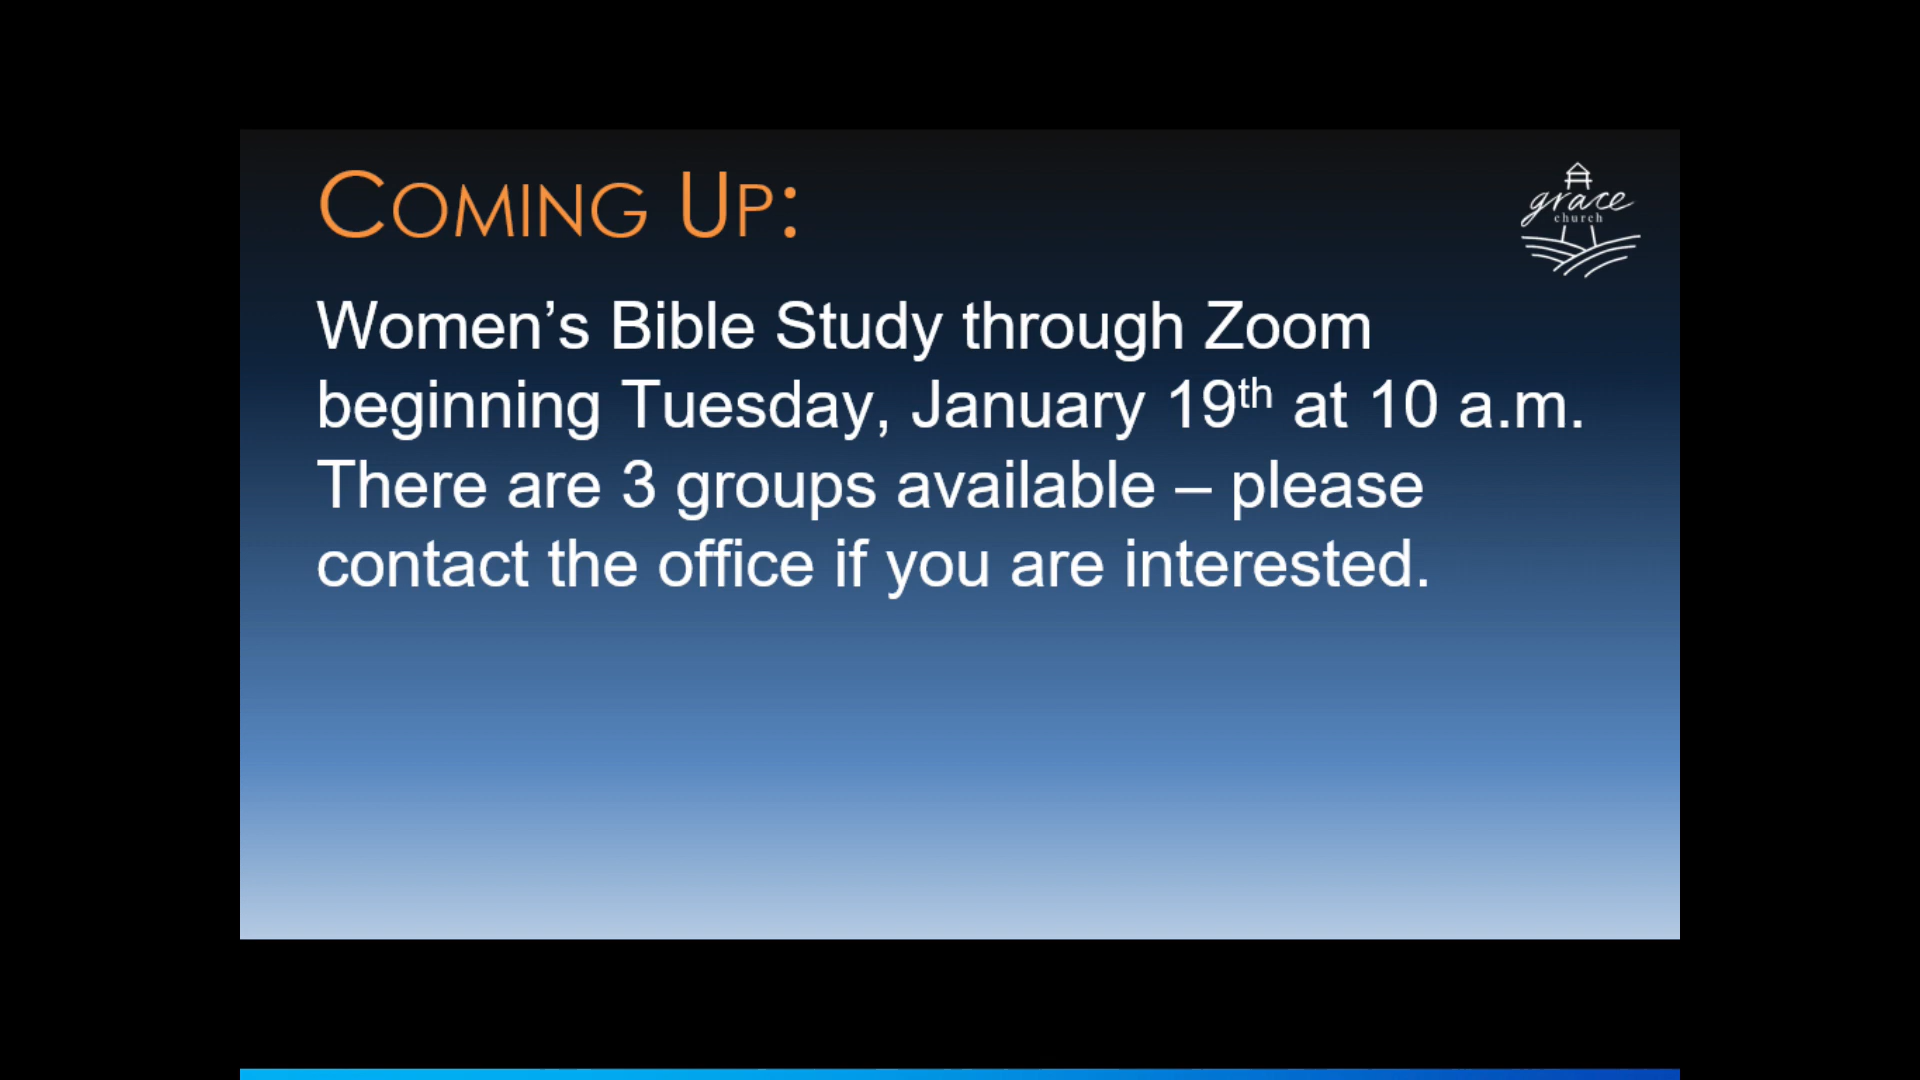 COMING UP:
grace
church
Women’s Bible Study through Zoom
beginning Tuesday, January 19th at 10 a.m.
There are 3 groups available – please
contact the office if you are interested.